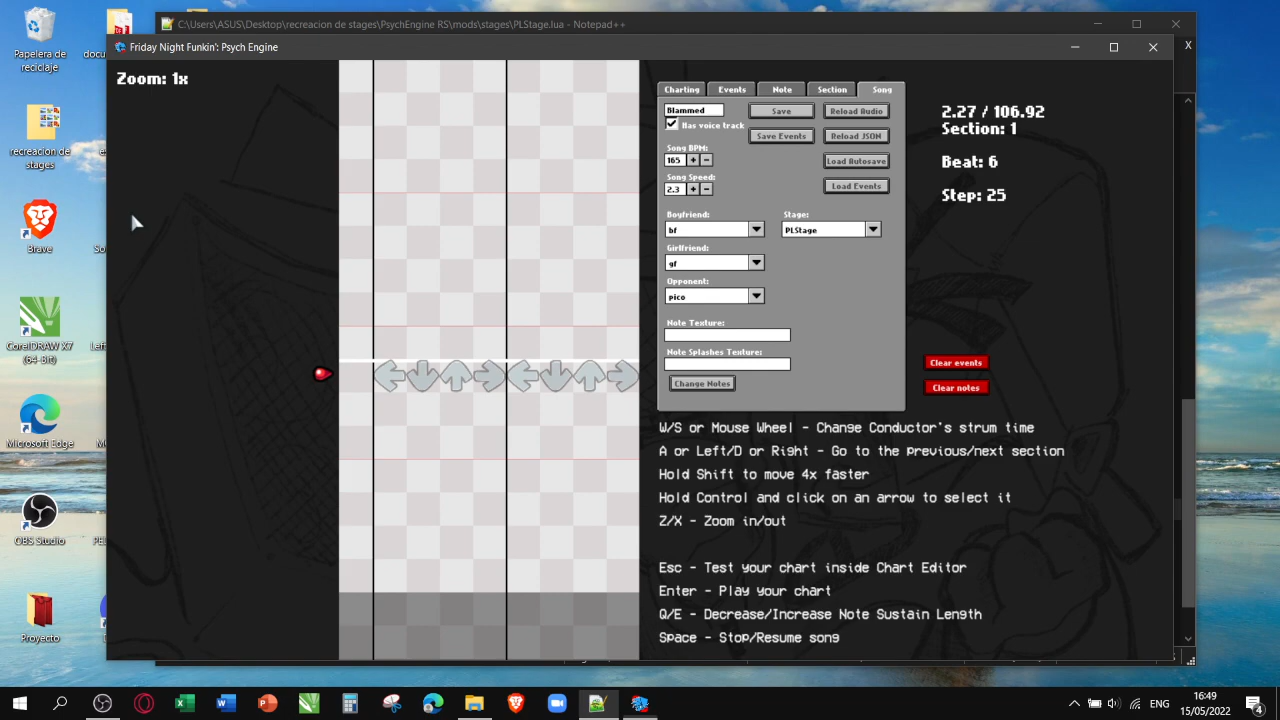 C:\Users\ASUS\Desktop\recreacion de stages\PsychEngine RS\mods\stages\PLStage.lua - Notepad++
Friday Night Funkin': Psych Engine
Zoom: 1x
Charting Events Note Section Song
Blammed Save Reload Audio
Has voice track
Save Events Reload JSON
Song BPM:
165 + - Load Autosave
Song Speed:
2.3 + - Load Events
Boyfriend: Stage:
bf PLStage
Girlfriend:
gf
Opponent:
pico
Note Texture:
Note Splashes Texture:
Change Notes
2.27 / 106.92
Section: 1
Beat: 6
Step: 25
Clear events
Clear notes
W/S or Mouse Wheel - Change Conductor's strum time
A or Left/D or Right - Go to the previous/next section
Hold Shift to move 4x faster
Hold Control and click on an arrow to select it
Z/X - Zoom in/out
Esc - Test your chart inside Chart Editor
Enter - Play your chart
Q/E - Decrease/Increase Note Sustain Length
Space - Stop/Resume song
Papelera de
reciclaje
docu
recreacion de
stages
Brave
So
CorelDRAW X7
(64-Bit)
Microsoft Edge
OBS Studio
Proyecto
ENG
16:49
15/05/2022
4